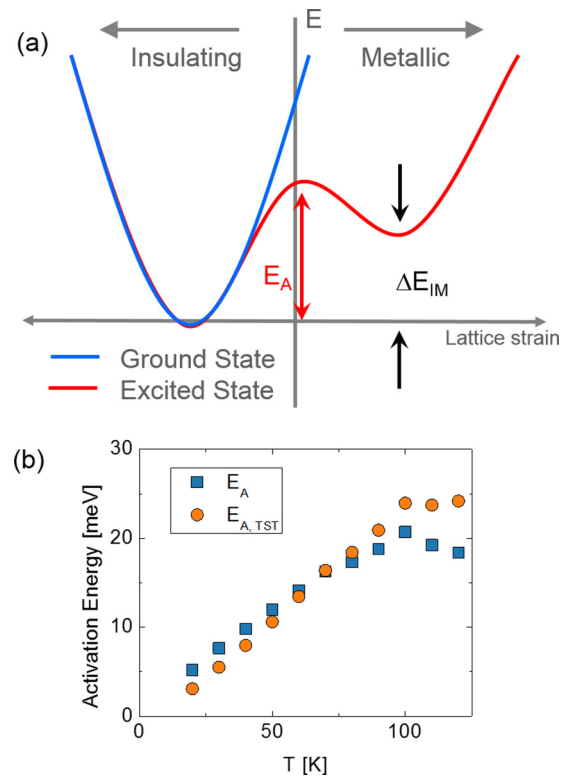 (a)
E
Insulating
Metallic
E_A
ΔE_IM
Lattice strain
Ground State
Excited State
(b)
30
20
10
0
E_A
E_A, TST
Activation Energy [meV]
0
50
100
T [K]